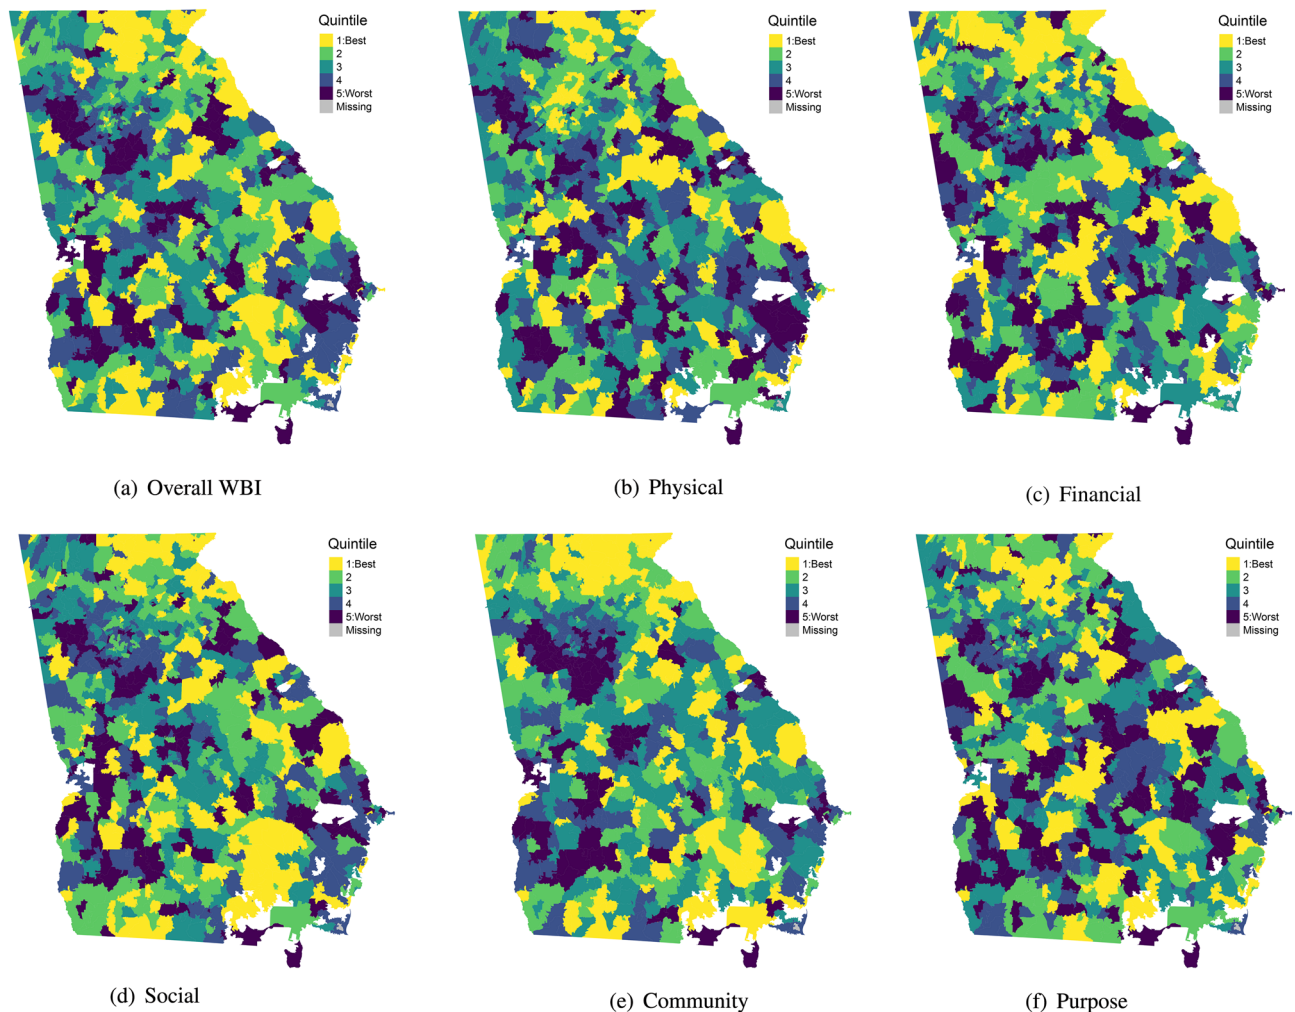 Quintile
1:Best
2
3
4
5:Worst
Missing
Quintile
1:Best
2
3
4
5:Worst
Missing
Quintile
1:Best
2
3
4
5:Worst
Missing
(a) Overall WBI
(b) Physical
(c) Financial
Quintile
1:Best
2
3
4
5:Worst
Missing
Quintile
1:Best
2
3
4
5:Worst
Missing
Quintile
1:Best
2
3
4
5:Worst
Missing
(d) Social
(e) Community
(f) Purpose